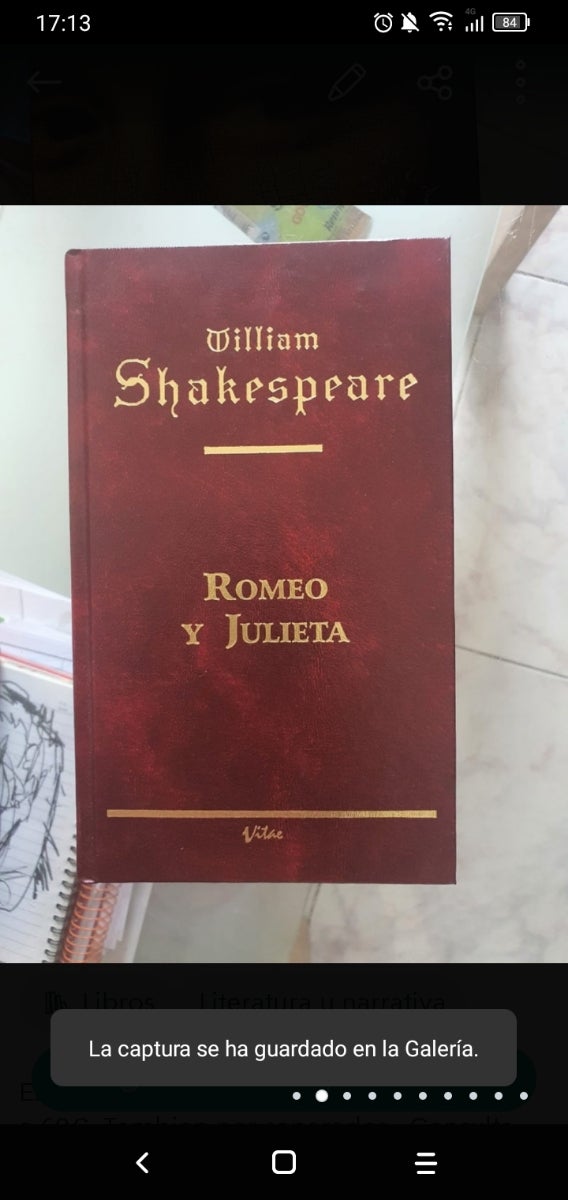 17:13
4G
84
William
Shakespeare
ROMEO
Y JULIETA
Vitae
Libros
Literatura y narrativa
La captura se ha guardado en la Galería.